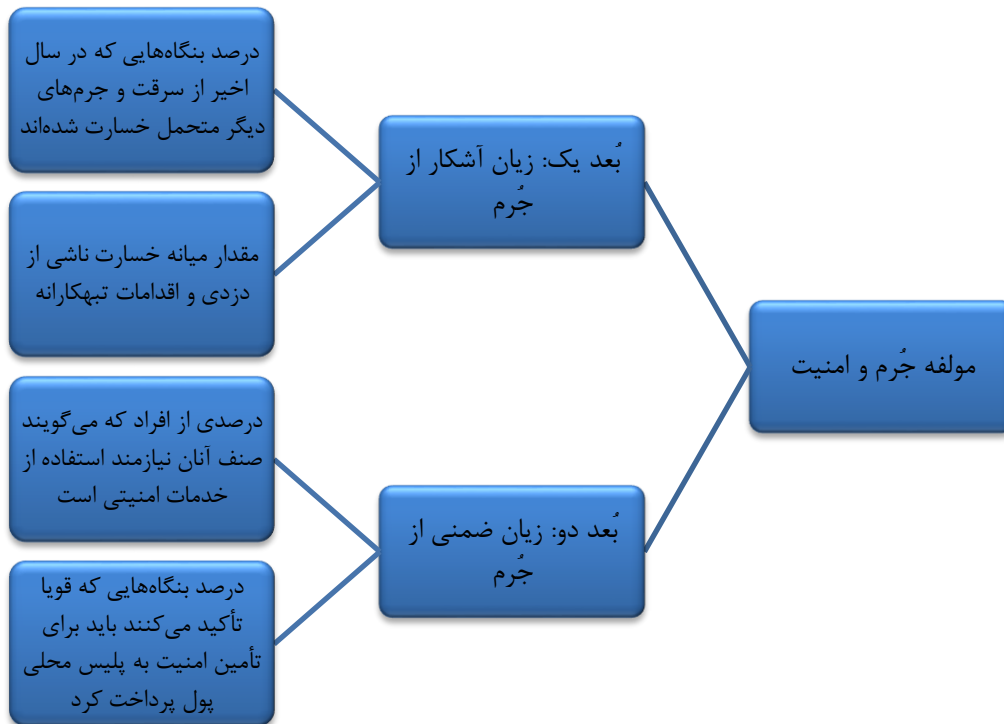 مولفه جُرم و امنیت
بُعد یک: زیان آشکار از
جُرم
درصد بنگاه‌هایی که در سال
اخیر از سرقت و جرم‌های
دیگر متحمل خسارت شده‌اند
مقدار میانه خسارت ناشی از
دزدی و اقدامات تبهکارانه
بُعد دو: زیان ضمنی از
جُرم
درصدی از افراد که می‌گویند
صنف آنان نیازمند استفاده از
خدمات امنیتی است
درصد بنگاه‌هایی که قویا
تأکید می‌کنند باید برای
تأمین امنیت به پلیس محلی
پول پرداخت کرد